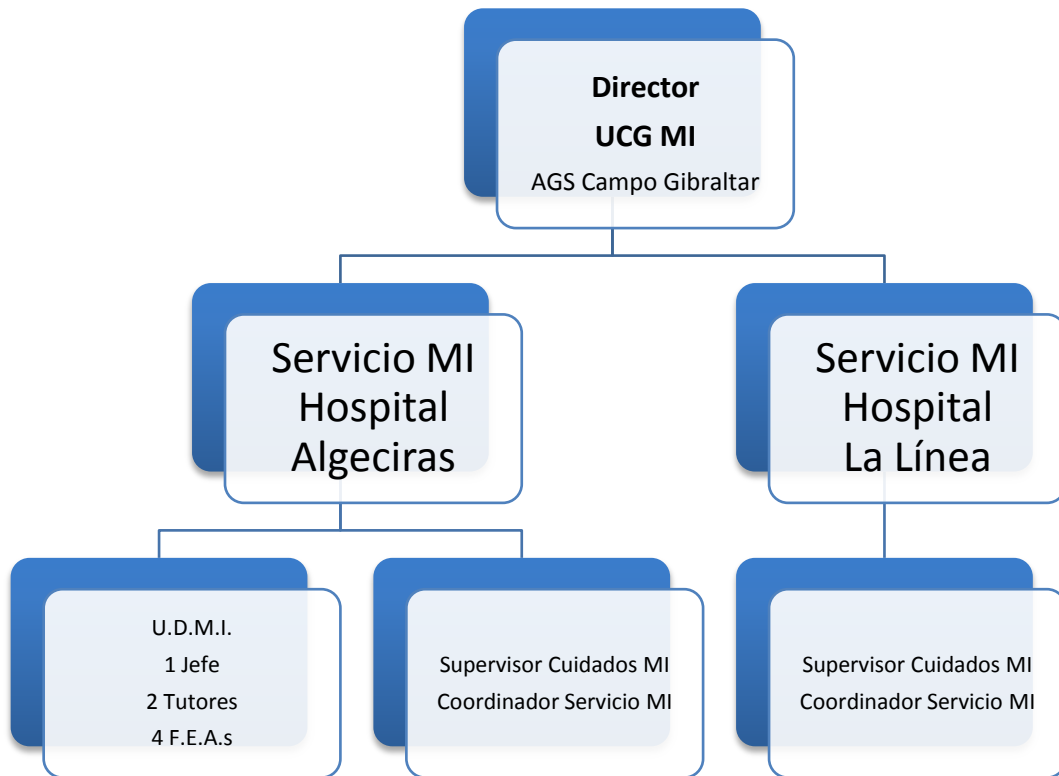 Director
UCG MI
AGS Campo Gibraltar
Servicio MI
Hospital
Algeciras
Servicio MI
Hospital
La Línea
U.D.M.I.
1 Jefe
2 Tutores
4 F.E.A.s
Supervisor Cuidados MI
Coordinador Servicio MI
Supervisor Cuidados MI
Coordinador Servicio MI